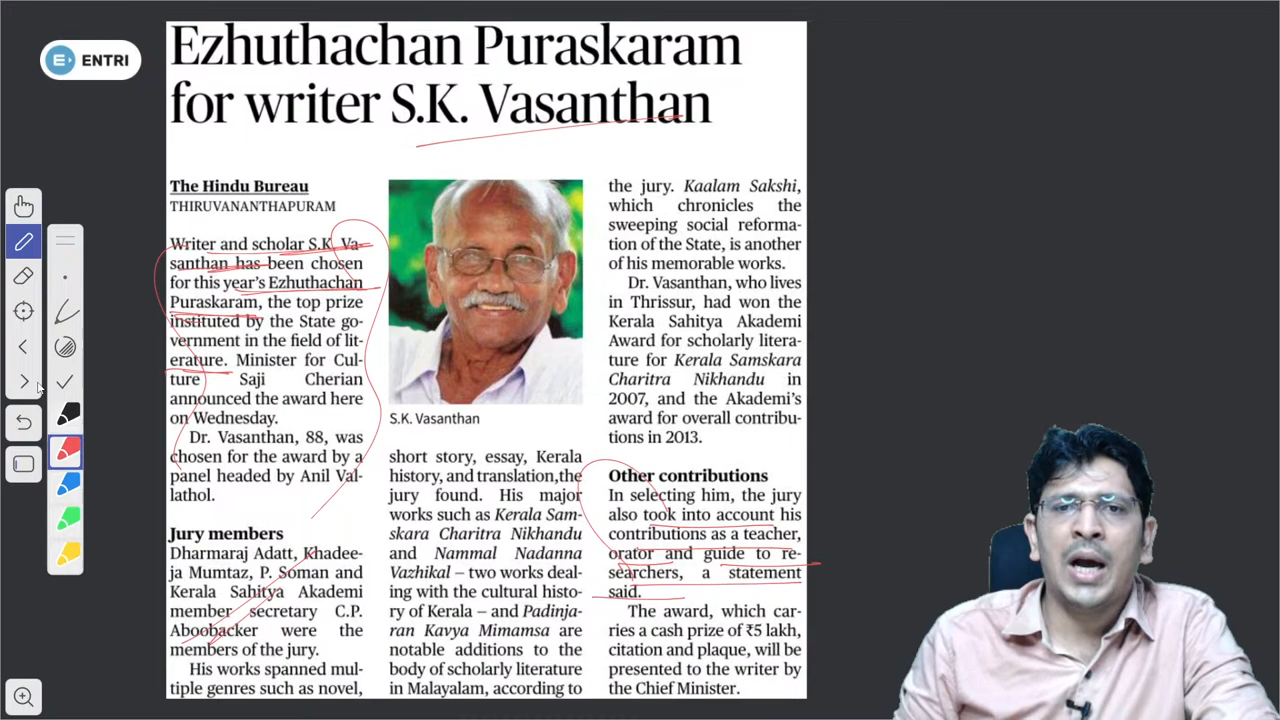 ENTRI
Ezhuthachan Puraskaram
for writer S.K. Vasanthan
The Hindu Bureau
THIRUVANANTHAPURAM
Writer and scholar S.K. Va-
santhan has been chosen
for this year's Ezhuthachan
Puraskaram, the top prize
instituted by the State go-
vernment in the field of lit-
erature. Minister for Cul-
ture Saji Cherian
announced the award here
on Wednesday.
Dr. Vasanthan, 88, was
chosen for the award by a
panel headed by Anil Val-
lathol.
Jury members
Dharmaraj Adatt, Khadee-
ja Mumtaz, P. Soman and
Kerala Sahitya Akademi
member secretary C.P.
Aboobacker were the
members of the jury.
His works spanned mul-
tiple genres such as novel,
S.K. Vasanthan
short story, essay, Kerala
history, and translation,the
jury found. His major
works such as Kerala Sam-
skara Charitra Nikhandu
and Nammal Nadanna
Vazhikal – two works deal-
ing with the cultural histo-
ry of Kerala – and Padinja-
ran Kavya Mimamsa are
notable additions to the
body of scholarly literature
in Malayalam, according to
the jury. Kaalam Sakshi,
which chronicles the
sweeping social reforma-
tion of the State, is another
of his memorable works.
Dr. Vasanthan, who lives
in Thrissur, had won the
Kerala Sahitya Akademi
Award for scholarly litera-
ture for Kerala Samskara
Charitra Nikhandu in
2007, and the Akademi's
award for overall contribu-
tions in 2013.
Other contributions
In selecting him, the jury
also took into account his
contributions as a teacher,
orator and guide to re-
searchers, a statement
said.
The award, which car-
ries a cash prize of ₹5 lakh,
citation and plaque, will be
presented to the writer by
the Chief Minister.